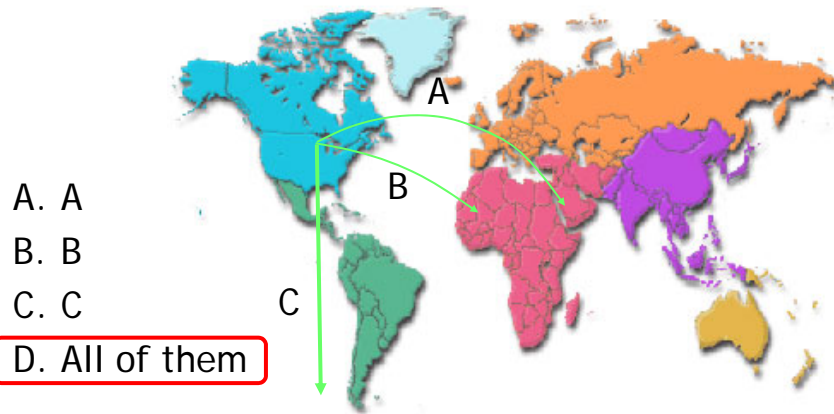 A
B
C
A. A
B. B
C. C
D. All of them